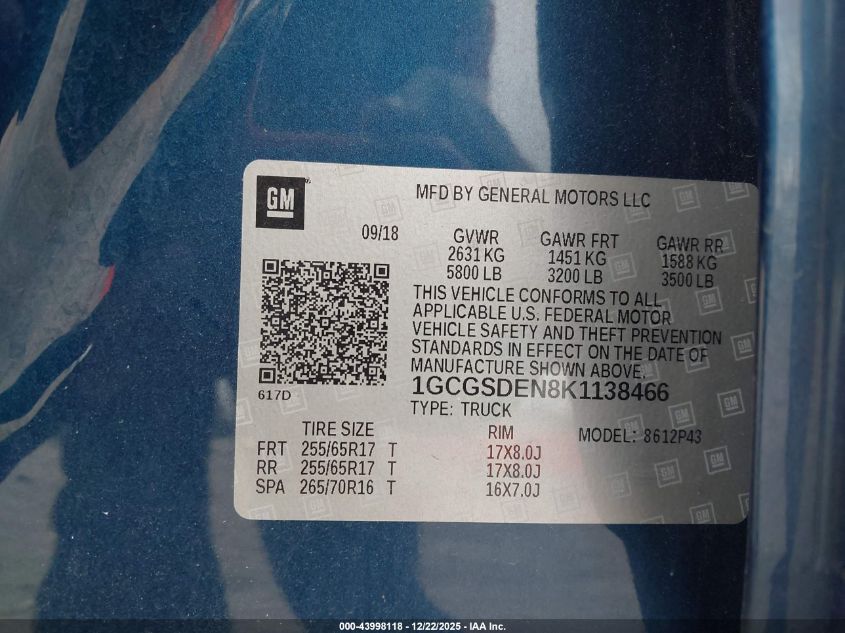 GM
MFD BY GENERAL MOTORS LLC
09/18
GVWR GAWR FRT GAWR RR
2631 KG 1451 KG 1588 KG
5800 LB 3200 LB 3500 LB
THIS VEHICLE CONFORMS TO ALL
APPLICABLE U.S. FEDERAL MOTOR
VEHICLE SAFETY AND THEFT PREVENTION
STANDARDS IN EFFECT ON THE DATE OF
MANUFACTURE SHOWN ABOVE.
1GCGSDEN8K1138466
617D
TYPE: TRUCK
TIRE SIZE RIM MODEL: 8612P43
FRT 255/65R17 T 17X8.0J
RR 255/65R17 T 17X8.0J
SPA 265/70R16 T 16X7.0J
000-43998118 - 12/22/2025 - IAA Inc.